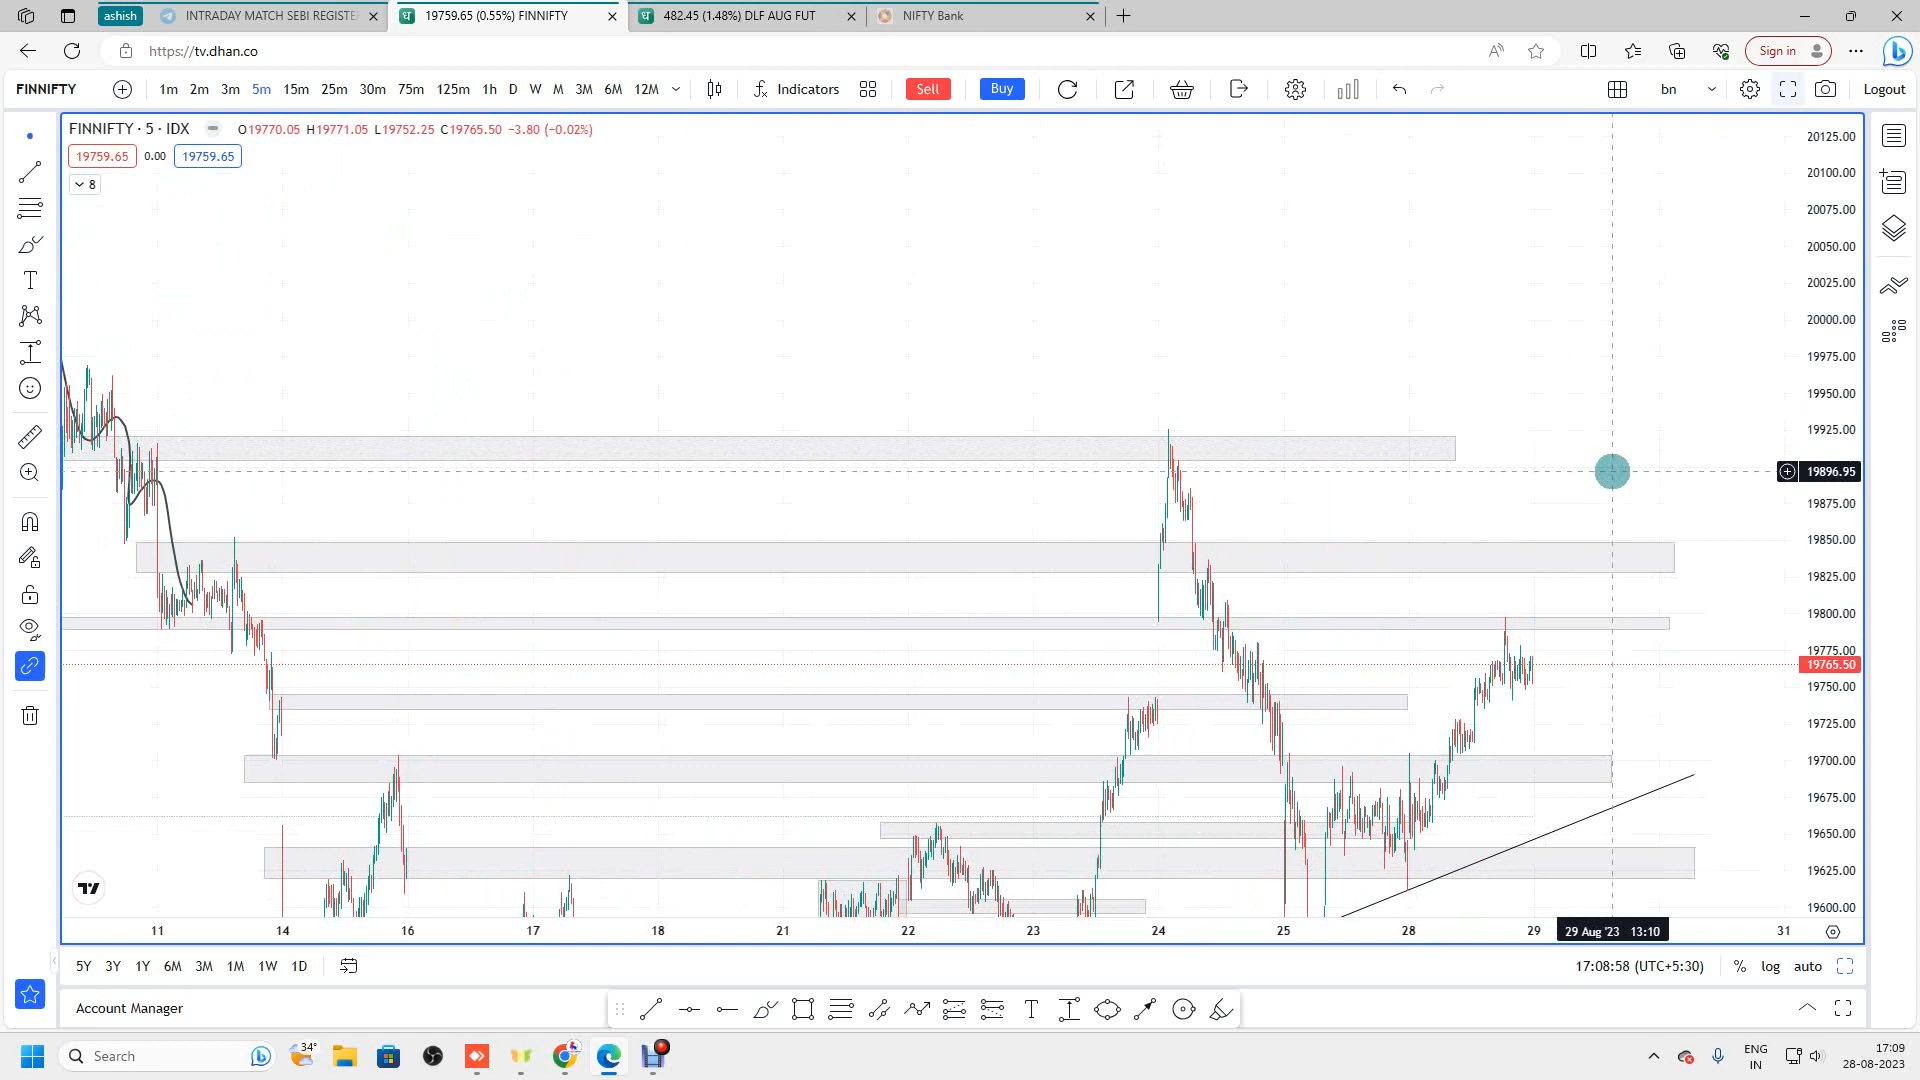 ashish
INTRADAY MATCH SEBI REGISTE
19759.65 (0.55%) FINNIFTY
482.45 (1.48%) DLF AUG FUT
NIFTY Bank
https://tv.dhan.co
Sign in
FINNIFTY
1m 2m 3m 5m 15m 25m 30m 75m 125m 1h D W M 3M 6M 12M
Indicators
Sell
Buy
bn
Logout
FINNIFTY · 5 · IDX
O19770.05 H19771.05 L19752.25 C19765.50 −3.80 (−0.02%)
19759.65 0.00 19759.65
8
20125.00
20100.00
20075.00
20050.00
20025.00
20000.00
19975.00
19950.00
19925.00
19896.95
19875.00
19850.00
19825.00
19800.00
19775.00
19765.50
19750.00
19725.00
19700.00
19675.00
19650.00
19625.00
19600.00
11 14 16 17 18 21 22 23 24 25 28 29 29 Aug '23 13:10 31
5Y 3Y 1Y 6M 3M 1M 1W 1D
17:08:58 (UTC+5:30)
% log auto
Account Manager
Search
34°
ENG
IN
17:09
28-08-2023